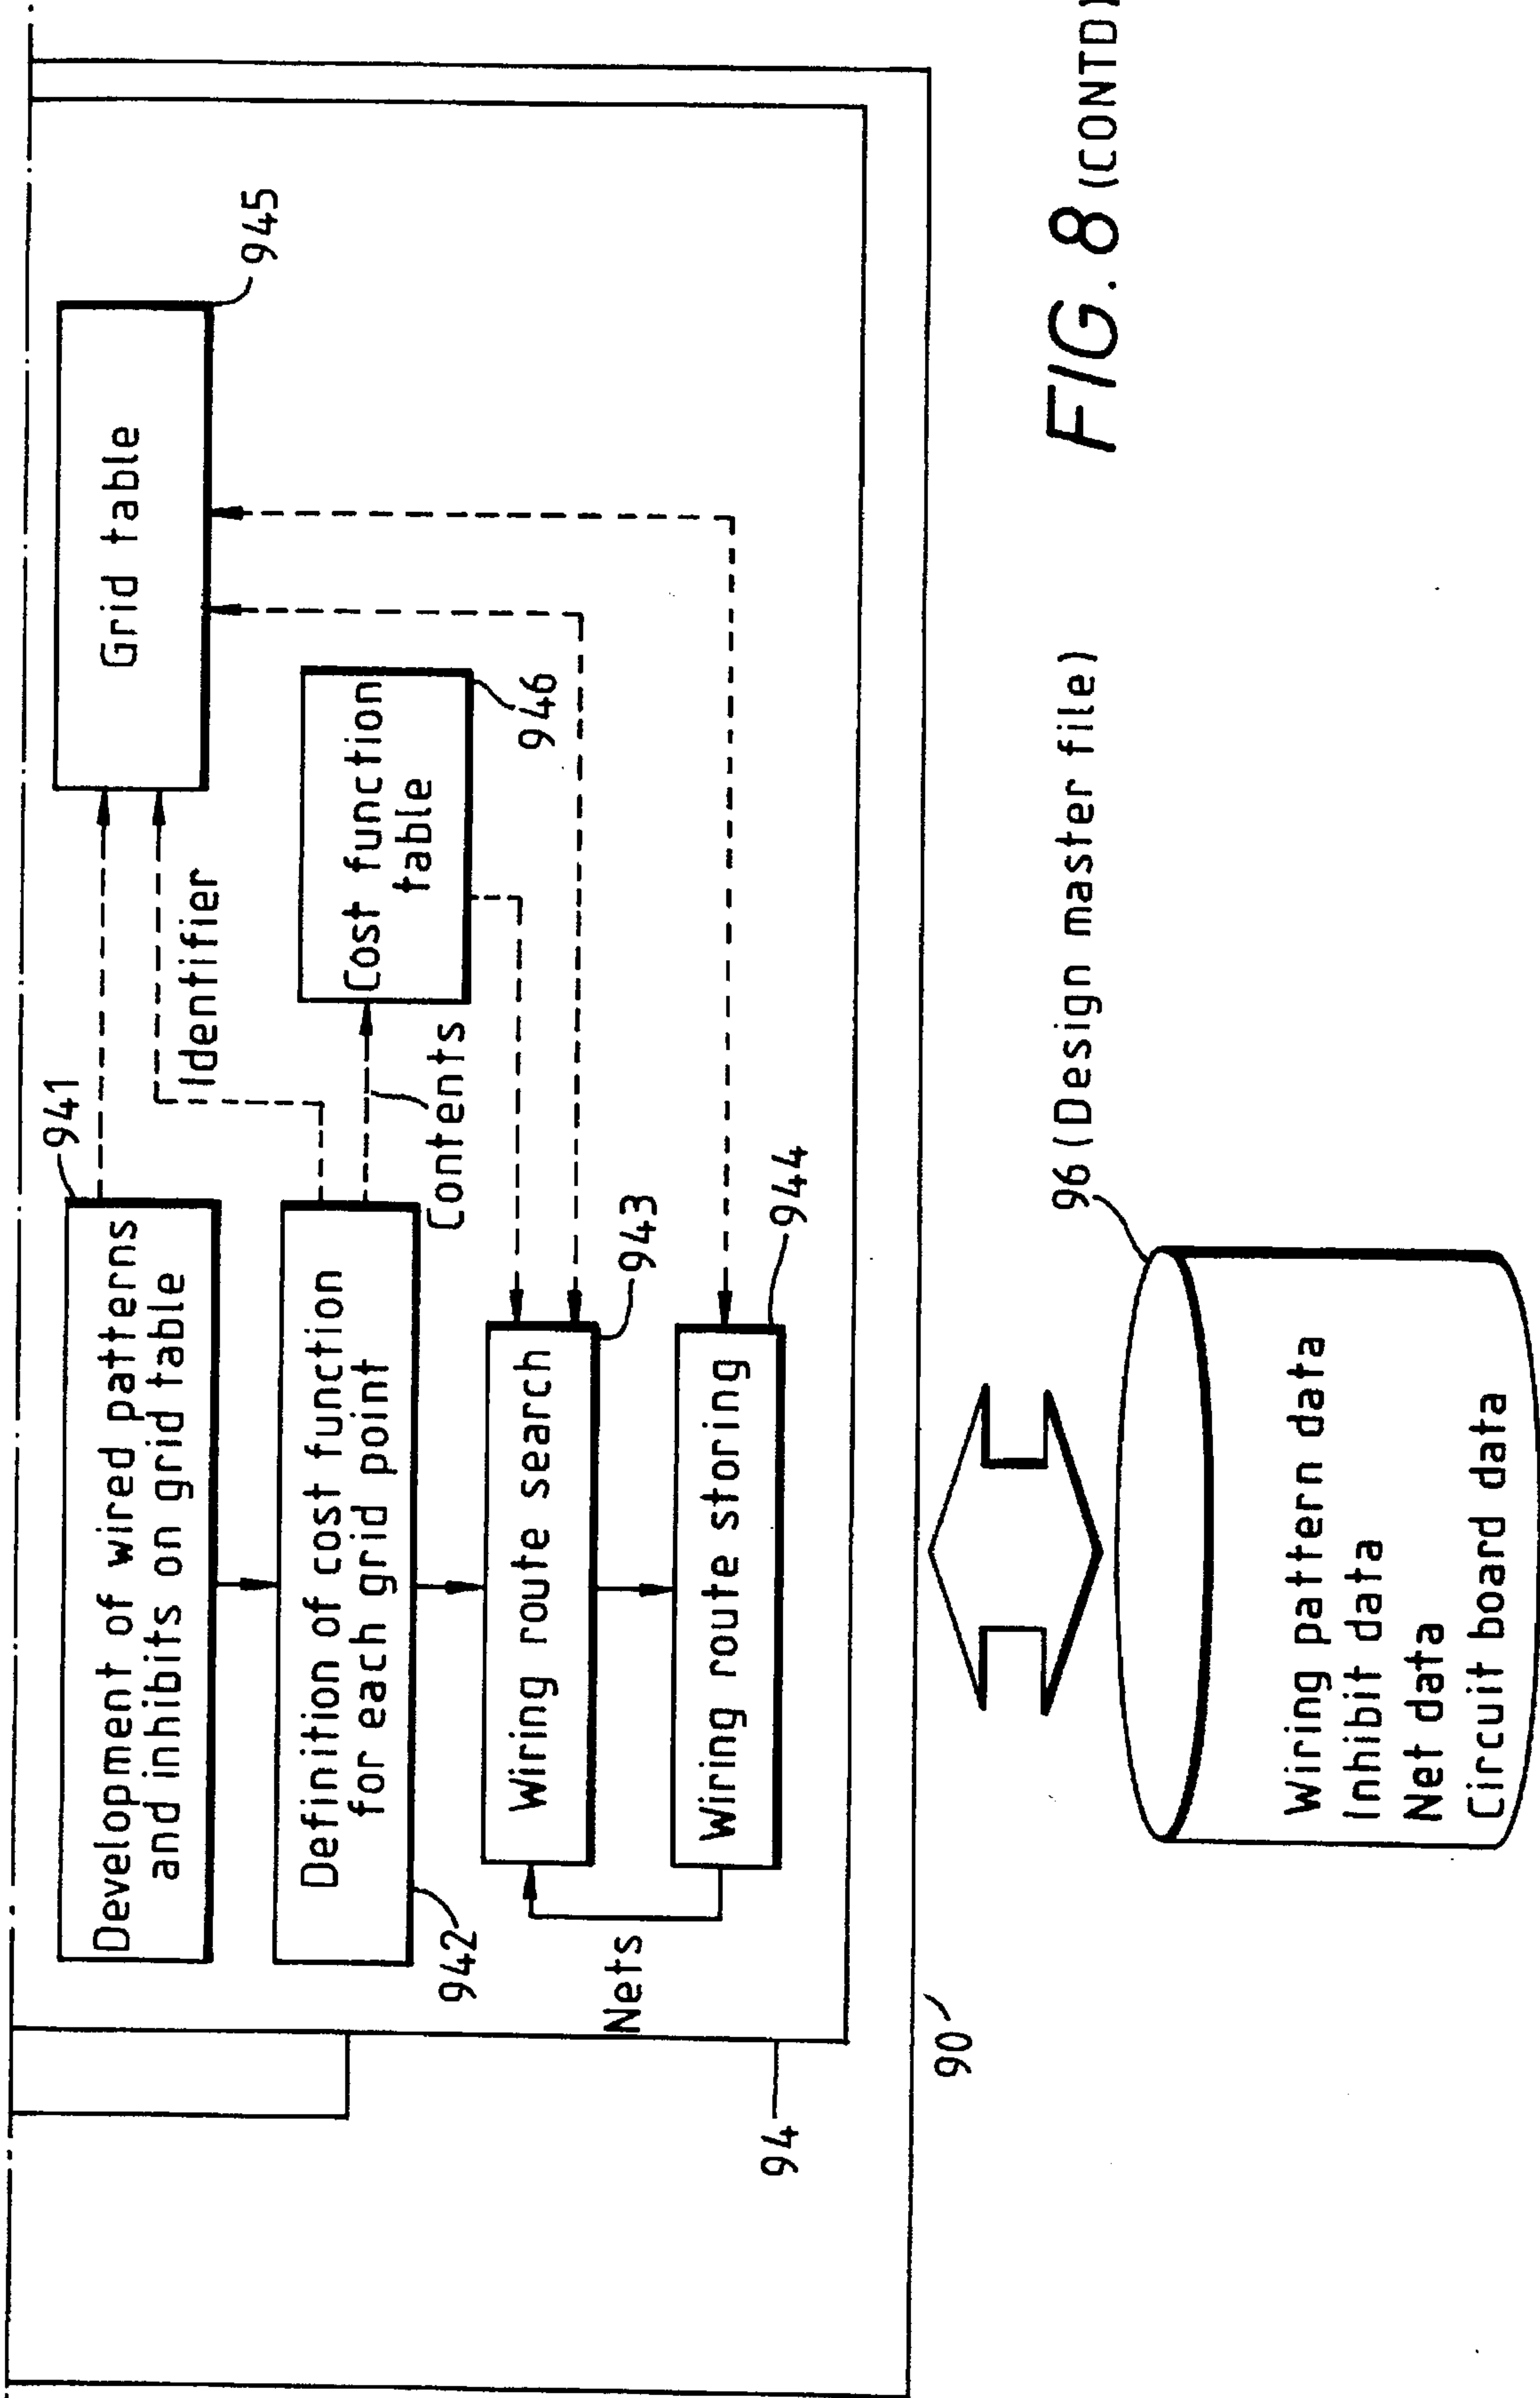 941
Development of wired patterns
and inhibits on grid table
Grid table
945
Identifier
Definition of cost function
for each grid point
942
Contents
Cost function
table
946
Wiring route search
943
Nets
Wiring route storing
944
94
90
96 (Design master file)
Wiring pattern data
Inhibit data
Net data
Circuit board data
FIG. 8 (CONTD)